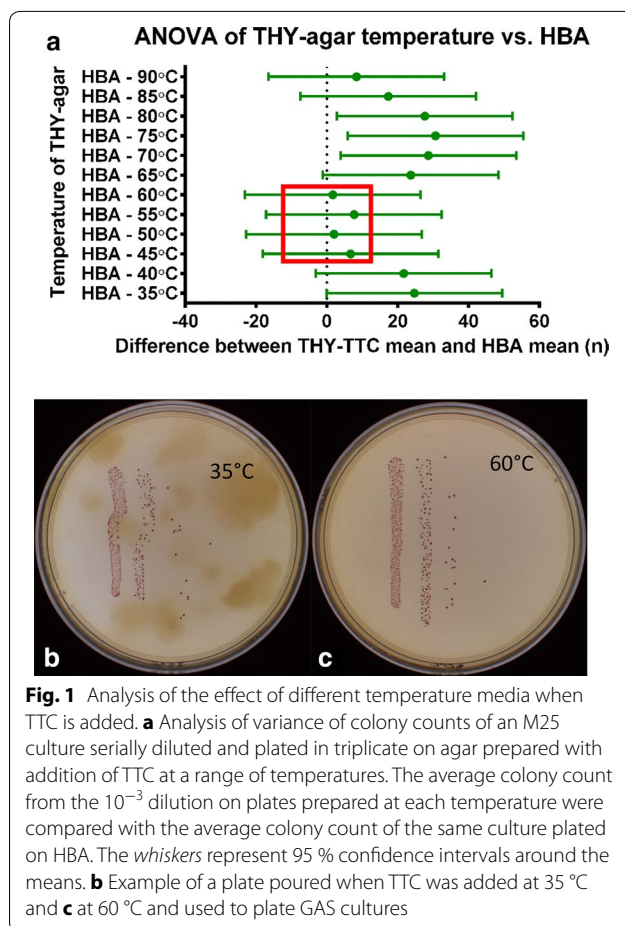 a
ANOVA of THY-agar temperature vs. HBA
Temperature of THY-agar
HBA - 90°C
HBA - 85°C
HBA - 80°C
HBA - 75°C
HBA - 70°C
HBA - 65°C
HBA - 60°C
HBA - 55°C
HBA - 50°C
HBA - 45°C
HBA - 40°C
HBA - 35°C
-40 -20 0 20 40 60
Difference between THY-TTC mean and HBA mean (n)
35°C
60°C
b
c
Fig. 1 Analysis of the effect of different temperature media when
TTC is added. a Analysis of variance of colony counts of an M25
culture serially diluted and plated in triplicate on agar prepared with
addition of TTC at a range of temperatures. The average colony count
from the 10⁻³ dilution on plates prepared at each temperature were
compared with the average colony count of the same culture plated
on HBA. The whiskers represent 95 % confidence intervals around the
means. b Example of a plate poured when TTC was added at 35 °C
and c at 60 °C and used to plate GAS cultures